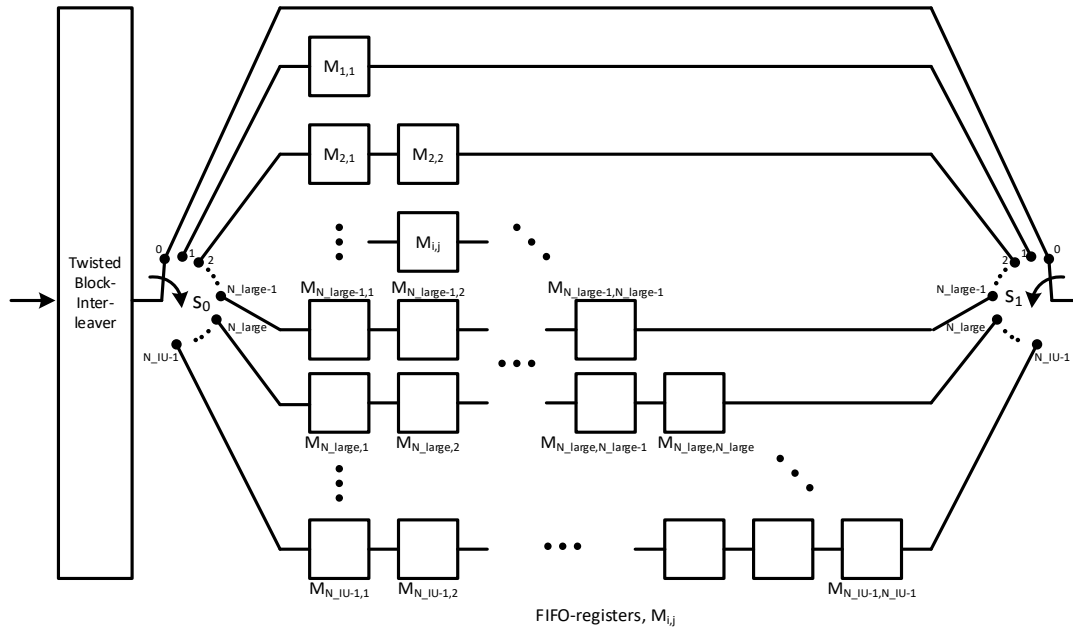 M1,1
M2,1 M2,2
Mi,j
0 1 2
2 1 0
Twisted
Block-
Inter-
leaver
S0
S1
N_large-1
N_large-1
N_large
N_large
N_IU-1
N_IU-1
MN_large-1,1 MN_large-1,2 MN_large-1,N_large-1
MN_large,1 MN_large,2 MN_large,N_large-1 MN_large,N_large
MN_IU-1,1 MN_IU-1,2 MN_IU-1,N_IU-1
FIFO-registers, Mi,j